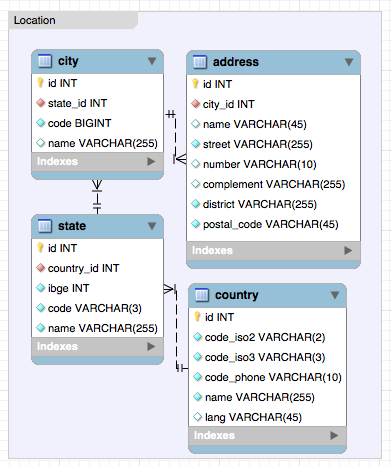 Location
city
id INT
state_id INT
code BIGINT
name VARCHAR(255)
Indexes
address
id INT
city_id INT
name VARCHAR(45)
street VARCHAR(255)
number VARCHAR(10)
complement VARCHAR(255)
district VARCHAR(255)
postal_code VARCHAR(45)
Indexes
state
id INT
country_id INT
ibge INT
code VARCHAR(3)
name VARCHAR(255)
Indexes
country
id INT
code_iso2 VARCHAR(2)
code_iso3 VARCHAR(3)
code_phone VARCHAR(10)
name VARCHAR(255)
lang VARCHAR(45)
Indexes